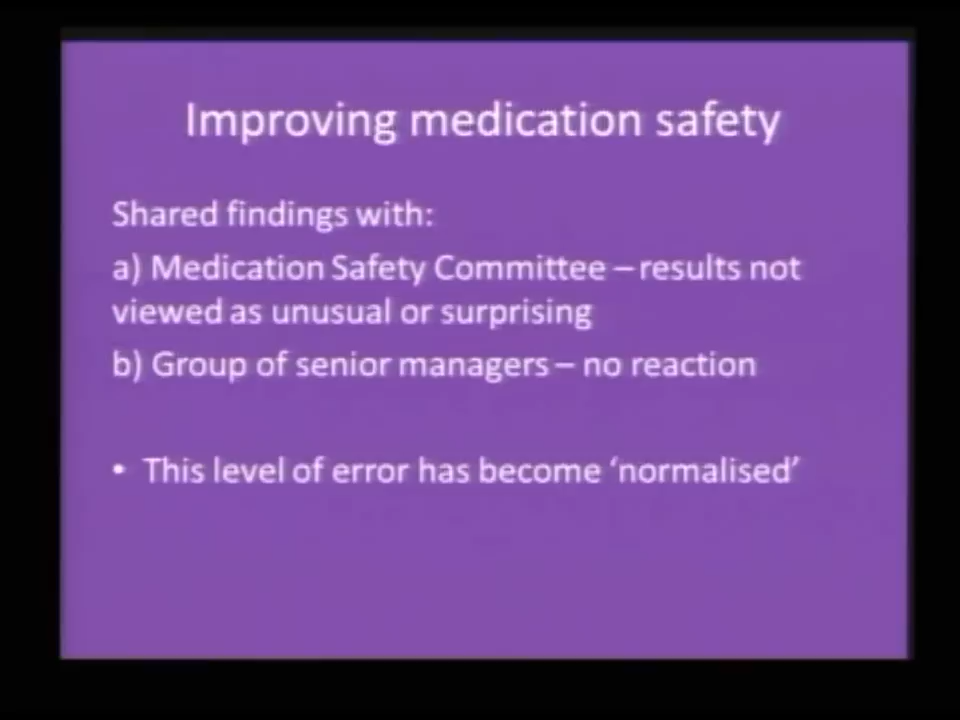 Improving medication safety
Shared findings with:
a) Medication Safety Committee – results not
viewed as unusual or surprising
b) Group of senior managers – no reaction
• This level of error has become ‘normalised’